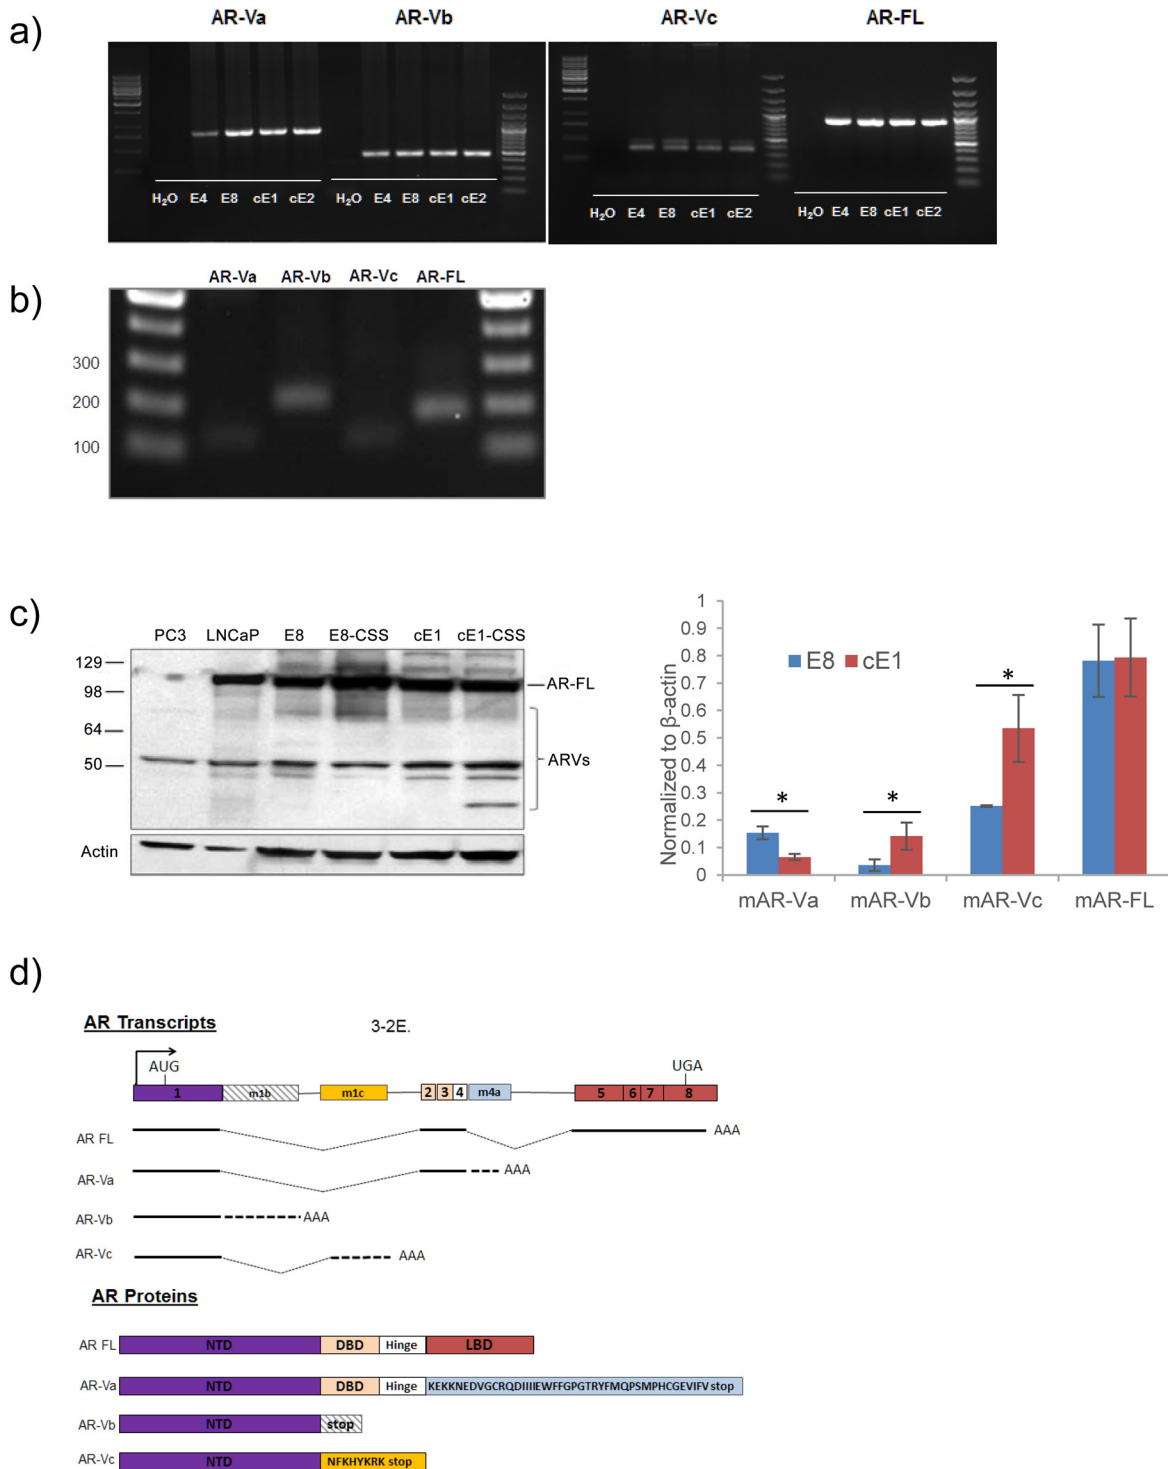 a)
AR-Va AR-Vb AR-Vc AR-FL
H₂O E4 E8 cE1 cE2 H₂O E4 E8 cE1 cE2 H₂O E4 E8 cE1 cE2 H₂O E4 E8 cE1 cE2
b)
AR-Va AR-Vb AR-Vc AR-FL
300
200
100
c)
PC3 LNCaP E8 E8-CSS cE1 cE1-CSS
129
98
64
50
AR-FL
ARVs
Actin
Normalized to β-actin
1
0.9
0.8
0.7
0.6
0.5
0.4
0.3
0.2
0.1
0
E8 cE1
* * *
mAR-Va mAR-Vb mAR-Vc mAR-FL
d)
AR Transcripts 3-2E.
AUG UGA
1 m1b m1c 2 3 4 m4a 5 6 7 8
AR FL AAA
AR-Va AAA
AR-Vb AAA
AR-Vc AAA
AR Proteins
AR FL NTD DBD Hinge LBD
AR-Va NTD DBD Hinge KEKKNEDVGCRQDIIIIEWFFGPGTRYFMQPSMPHCGEVIFV stop
AR-Vb NTD stop
AR-Vc NTD NFKHYKRK stop